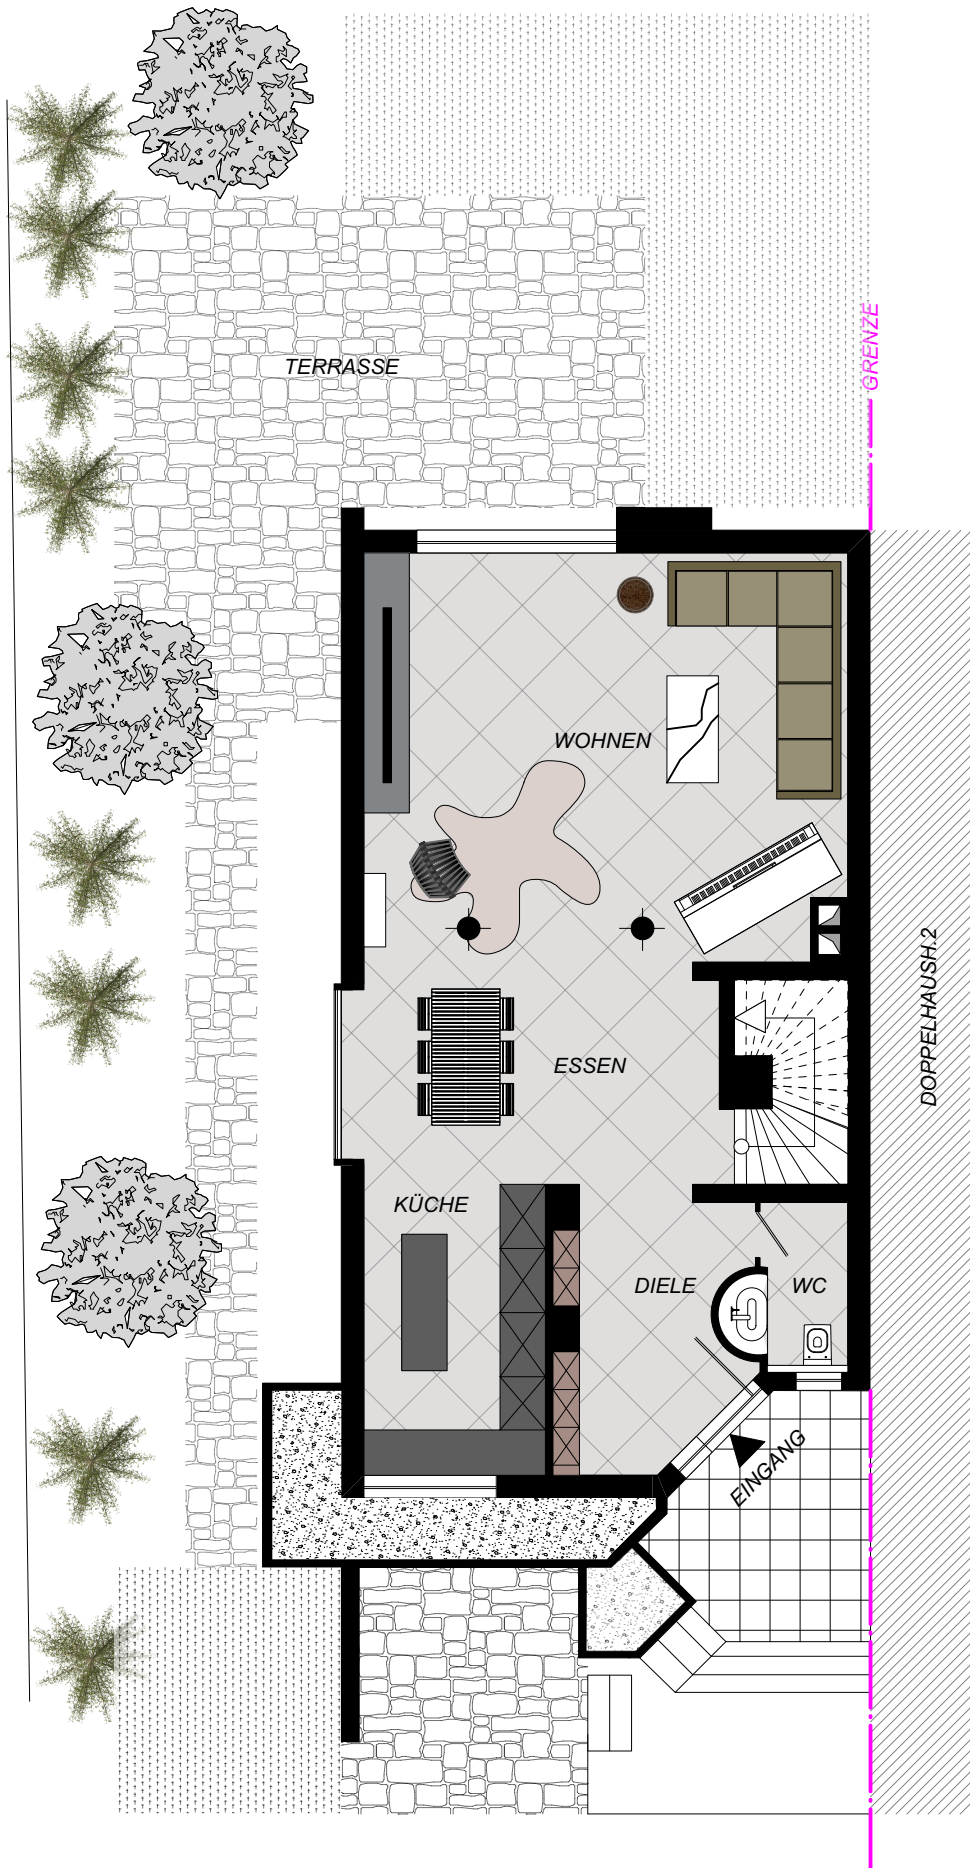 TERRASSE
GRENZE
WOHNEN
DOPPELHAUSH.2
ESSEN
KÜCHE
DIELE
WC
EINGANG